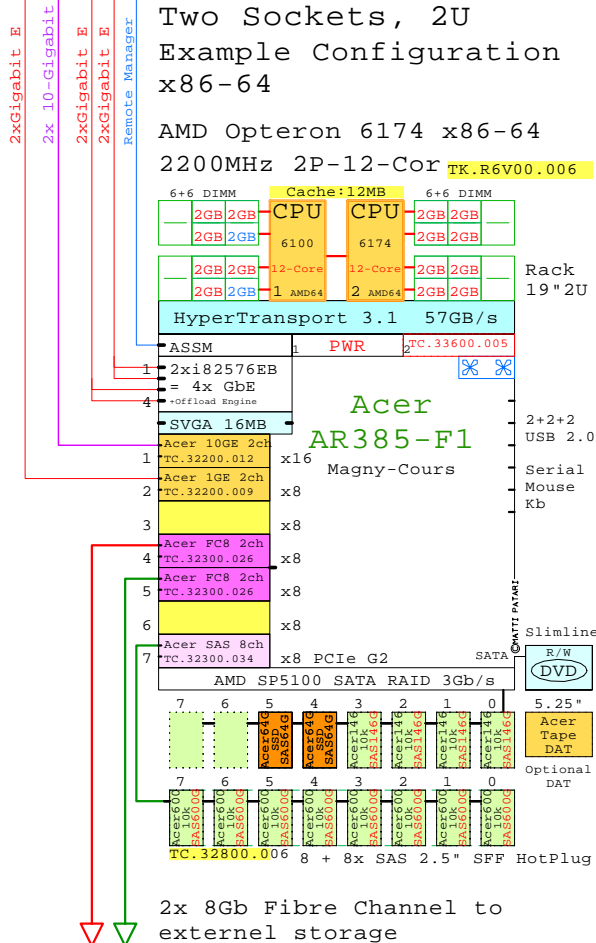 2xGigabit E
2x 10-Gigabit
2xGigabit E
2xGigabit E
Remote Manager
Two Sockets, 2U
Example Configuration
x86-64
AMD Opteron 6174 x86-64
2200MHz 2P-12-Cor TK.R6V00.006
6+6 DIMM Cache:12MB 6+6 DIMM
2GB 2GB CPU CPU 2GB 2GB
2GB 2GB 6100 6174 2GB 2GB
2GB 2GB 12-Core 12-Core 2GB 2GB Rack
2GB 2GB 1 AMD64 2 AMD64 2GB 2GB 19"2U
HyperTransport 3.1 57GB/s
ASSM 1 PWR 2 TC.33600.005
1 2xi82576EB
= 4x GbE
4 +Offload Engine
SVGA 16MB
Acer
AR385-F1
Magny-Cours
2+2+2
USB 2.0
Serial
Mouse
Kb
Acer 10GE 2ch
1 TC.32200.012 x16
Acer 1GE 2ch
2 TC.32200.009 x8
3 x8
Acer FC8 2ch
4 TC.32300.026 x8
Acer FC8 2ch
5 TC.32300.026 x8
6 x8
Acer SAS 8ch
7 TC.32300.034 x8 PCIe G2 SATA
©MATTI PATARI
Slimline
R/W
DVD
AMD SP5100 SATA RAID 3Gb/s
7 6 5 4 3 2 1 0 5.25"
Acer64G SSD SAS64G
Acer64G SSD SAS64G
Acer146 10k SAS146G
Acer146 10k SAS146G
Acer146 10k SAS146G
Acer146 10k SAS146G
Acer
Tape
DAT
Optional
DAT
7 6 5 4 3 2 1 0
Acer600 10k SAS600G
Acer600 10k SAS600G
Acer600 10k SAS600G
Acer600 10k SAS600G
Acer600 10k SAS600G
Acer600 10k SAS600G
Acer600 10k SAS600G
Acer600 10k SAS600G
TC.32800.006 8 + 8x SAS 2.5" SFF HotPlug
2x 8Gb Fibre Channel to
external storage